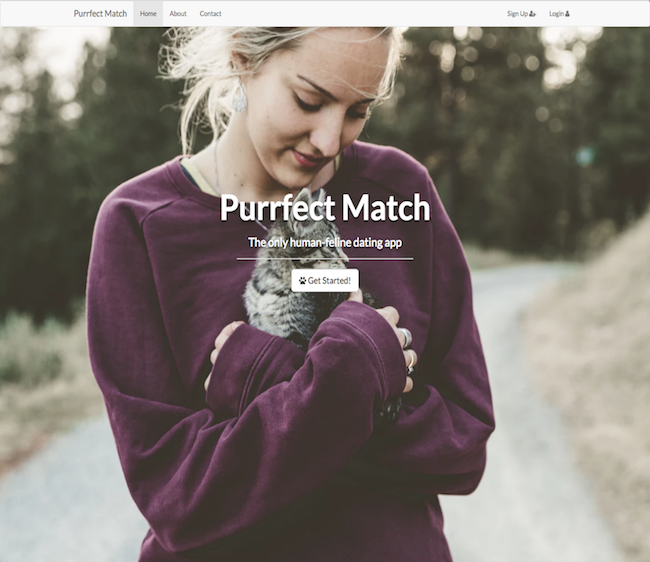 Purrfect Match Home About Contact Sign Up Login
Purrfect Match
The only human-feline dating app
Get Started!